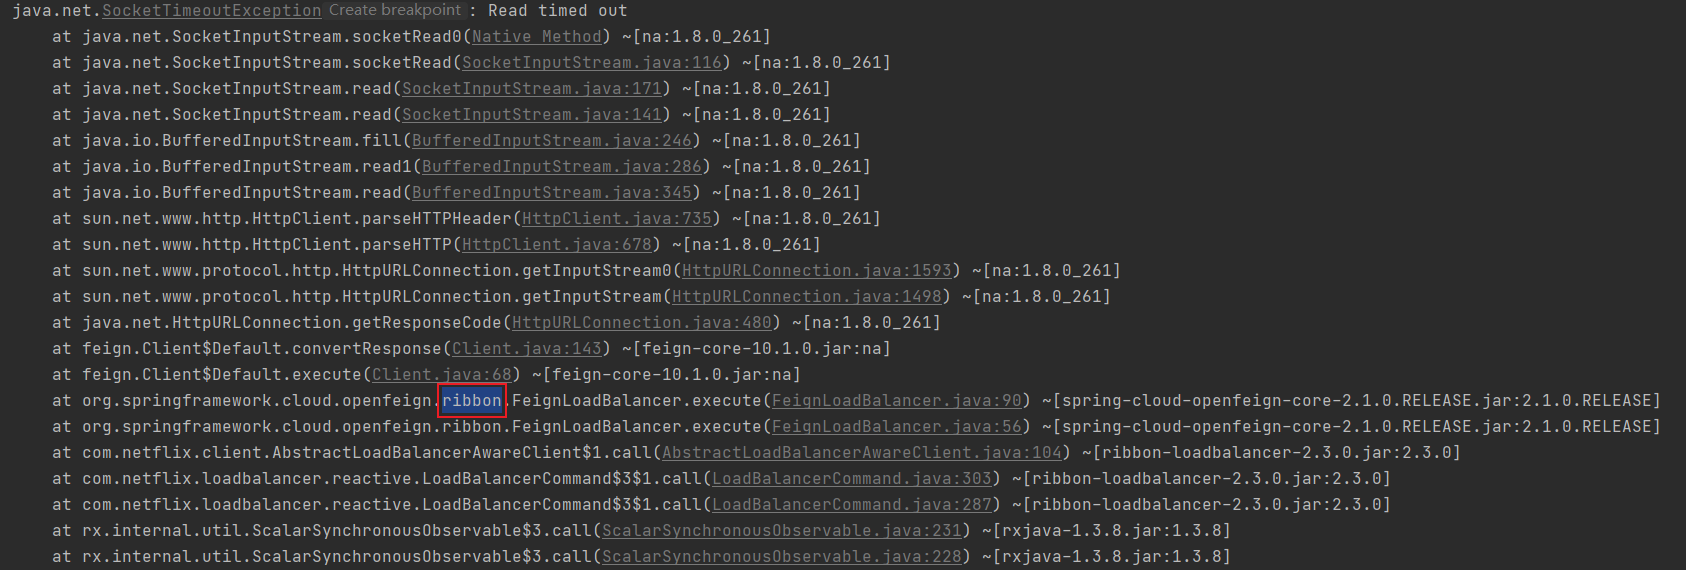 java.net.SocketTimeoutException Create breakpoint : Read timed out
at java.net.SocketInputStream.socketRead0(Native Method) ~[na:1.8.0_261]
at java.net.SocketInputStream.socketRead(SocketInputStream.java:116) ~[na:1.8.0_261]
at java.net.SocketInputStream.read(SocketInputStream.java:171) ~[na:1.8.0_261]
at java.net.SocketInputStream.read(SocketInputStream.java:141) ~[na:1.8.0_261]
at java.io.BufferedInputStream.fill(BufferedInputStream.java:246) ~[na:1.8.0_261]
at java.io.BufferedInputStream.read1(BufferedInputStream.java:286) ~[na:1.8.0_261]
at java.io.BufferedInputStream.read(BufferedInputStream.java:345) ~[na:1.8.0_261]
at sun.net.www.http.HttpClient.parseHTTPHeader(HttpClient.java:735) ~[na:1.8.0_261]
at sun.net.www.http.HttpClient.parseHTTP(HttpClient.java:678) ~[na:1.8.0_261]
at sun.net.www.protocol.http.HttpURLConnection.getInputStream0(HttpURLConnection.java:1593) ~[na:1.8.0_261]
at sun.net.www.protocol.http.HttpURLConnection.getInputStream(HttpURLConnection.java:1498) ~[na:1.8.0_261]
at java.net.HttpURLConnection.getResponseCode(HttpURLConnection.java:480) ~[na:1.8.0_261]
at feign.Client$Default.convertResponse(Client.java:143) ~[feign-core-10.1.0.jar:na]
at feign.Client$Default.execute(Client.java:68) ~[feign-core-10.1.0.jar:na]
at org.springframework.cloud.openfeign.ribbon.FeignLoadBalancer.execute(FeignLoadBalancer.java:90) ~[spring-cloud-openfeign-core-2.1.0.RELEASE.jar:2.1.0.RELEASE]
at org.springframework.cloud.openfeign.ribbon.FeignLoadBalancer.execute(FeignLoadBalancer.java:56) ~[spring-cloud-openfeign-core-2.1.0.RELEASE.jar:2.1.0.RELEASE]
at com.netflix.client.AbstractLoadBalancerAwareClient$1.call(AbstractLoadBalancerAwareClient.java:104) ~[ribbon-loadbalancer-2.3.0.jar:2.3.0]
at com.netflix.loadbalancer.reactive.LoadBalancerCommand$3$1.call(LoadBalancerCommand.java:303) ~[ribbon-loadbalancer-2.3.0.jar:2.3.0]
at com.netflix.loadbalancer.reactive.LoadBalancerCommand$3$1.call(LoadBalancerCommand.java:287) ~[ribbon-loadbalancer-2.3.0.jar:2.3.0]
at rx.internal.util.ScalarSynchronousObservable$3.call(ScalarSynchronousObservable.java:231) ~[rxjava-1.3.8.jar:1.3.8]
at rx.internal.util.ScalarSynchronousObservable$3.call(ScalarSynchronousObservable.java:228) ~[rxjava-1.3.8.jar:1.3.8]